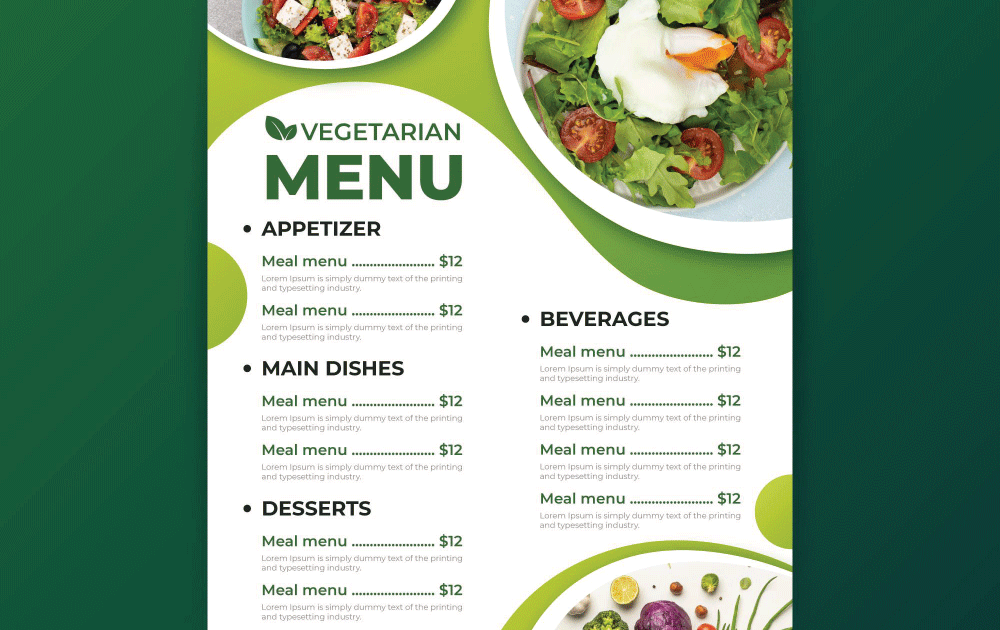 VEGETARIAN
MENU
• APPETIZER
Meal menu ....................... $12
Lorem Ipsum is simply dummy text of the printing
and typesetting industry.
Meal menu ....................... $12
Lorem Ipsum is simply dummy text of the printing
and typesetting industry.
• MAIN DISHES
Meal menu ....................... $12
Lorem Ipsum is simply dummy text of the printing
and typesetting industry.
Meal menu ....................... $12
Lorem Ipsum is simply dummy text of the printing
and typesetting industry.
• DESSERTS
Meal menu ....................... $12
Lorem Ipsum is simply dummy text of the printing
and typesetting industry.
Meal menu ....................... $12
Lorem Ipsum is simply dummy text of the printing
and typesetting industry.
• BEVERAGES
Meal menu ....................... $12
Lorem Ipsum is simply dummy text of the printing
and typesetting industry.
Meal menu ....................... $12
Lorem Ipsum is simply dummy text of the printing
and typesetting industry.
Meal menu ....................... $12
Lorem Ipsum is simply dummy text of the printing
and typesetting industry.
Meal menu ....................... $12
Lorem Ipsum is simply dummy text of the printing
and typesetting industry.